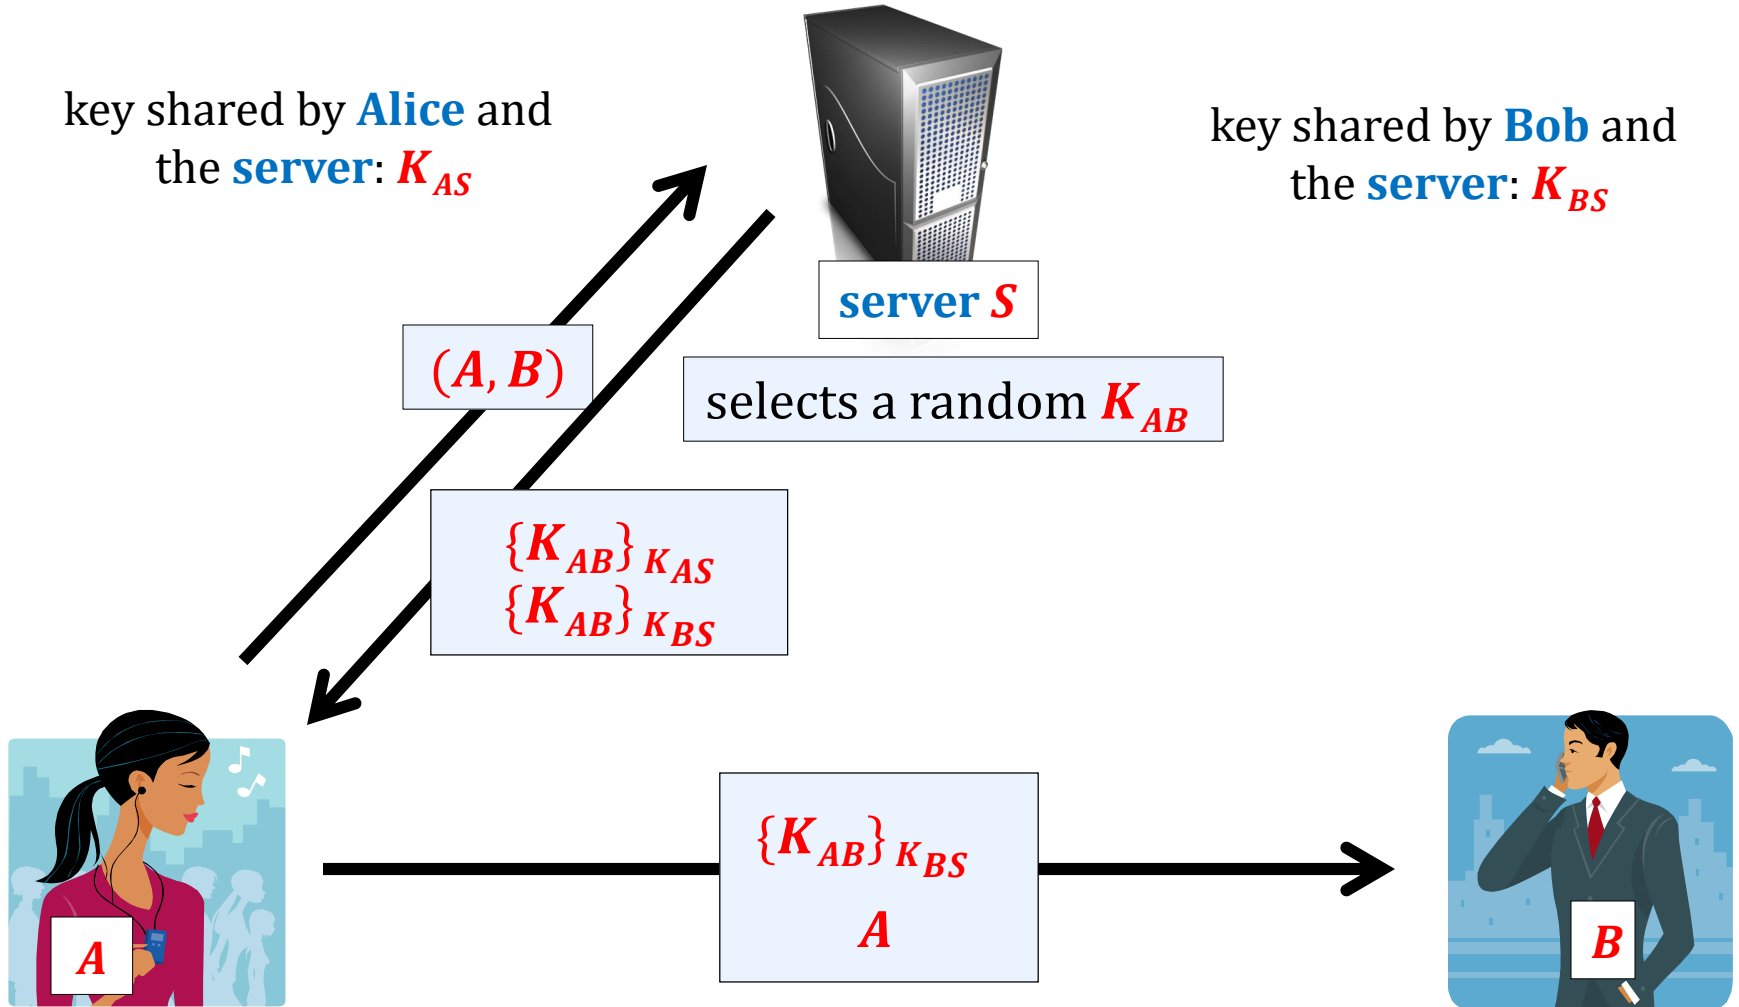 key shared by Alice and
the server: K_AS
key shared by Bob and
the server: K_BS
server S
(A, B)
selects a random K_AB
{K_AB}_{K_AS}
{K_AB}_{K_BS}
{K_AB}_{K_BS}
A
A
B